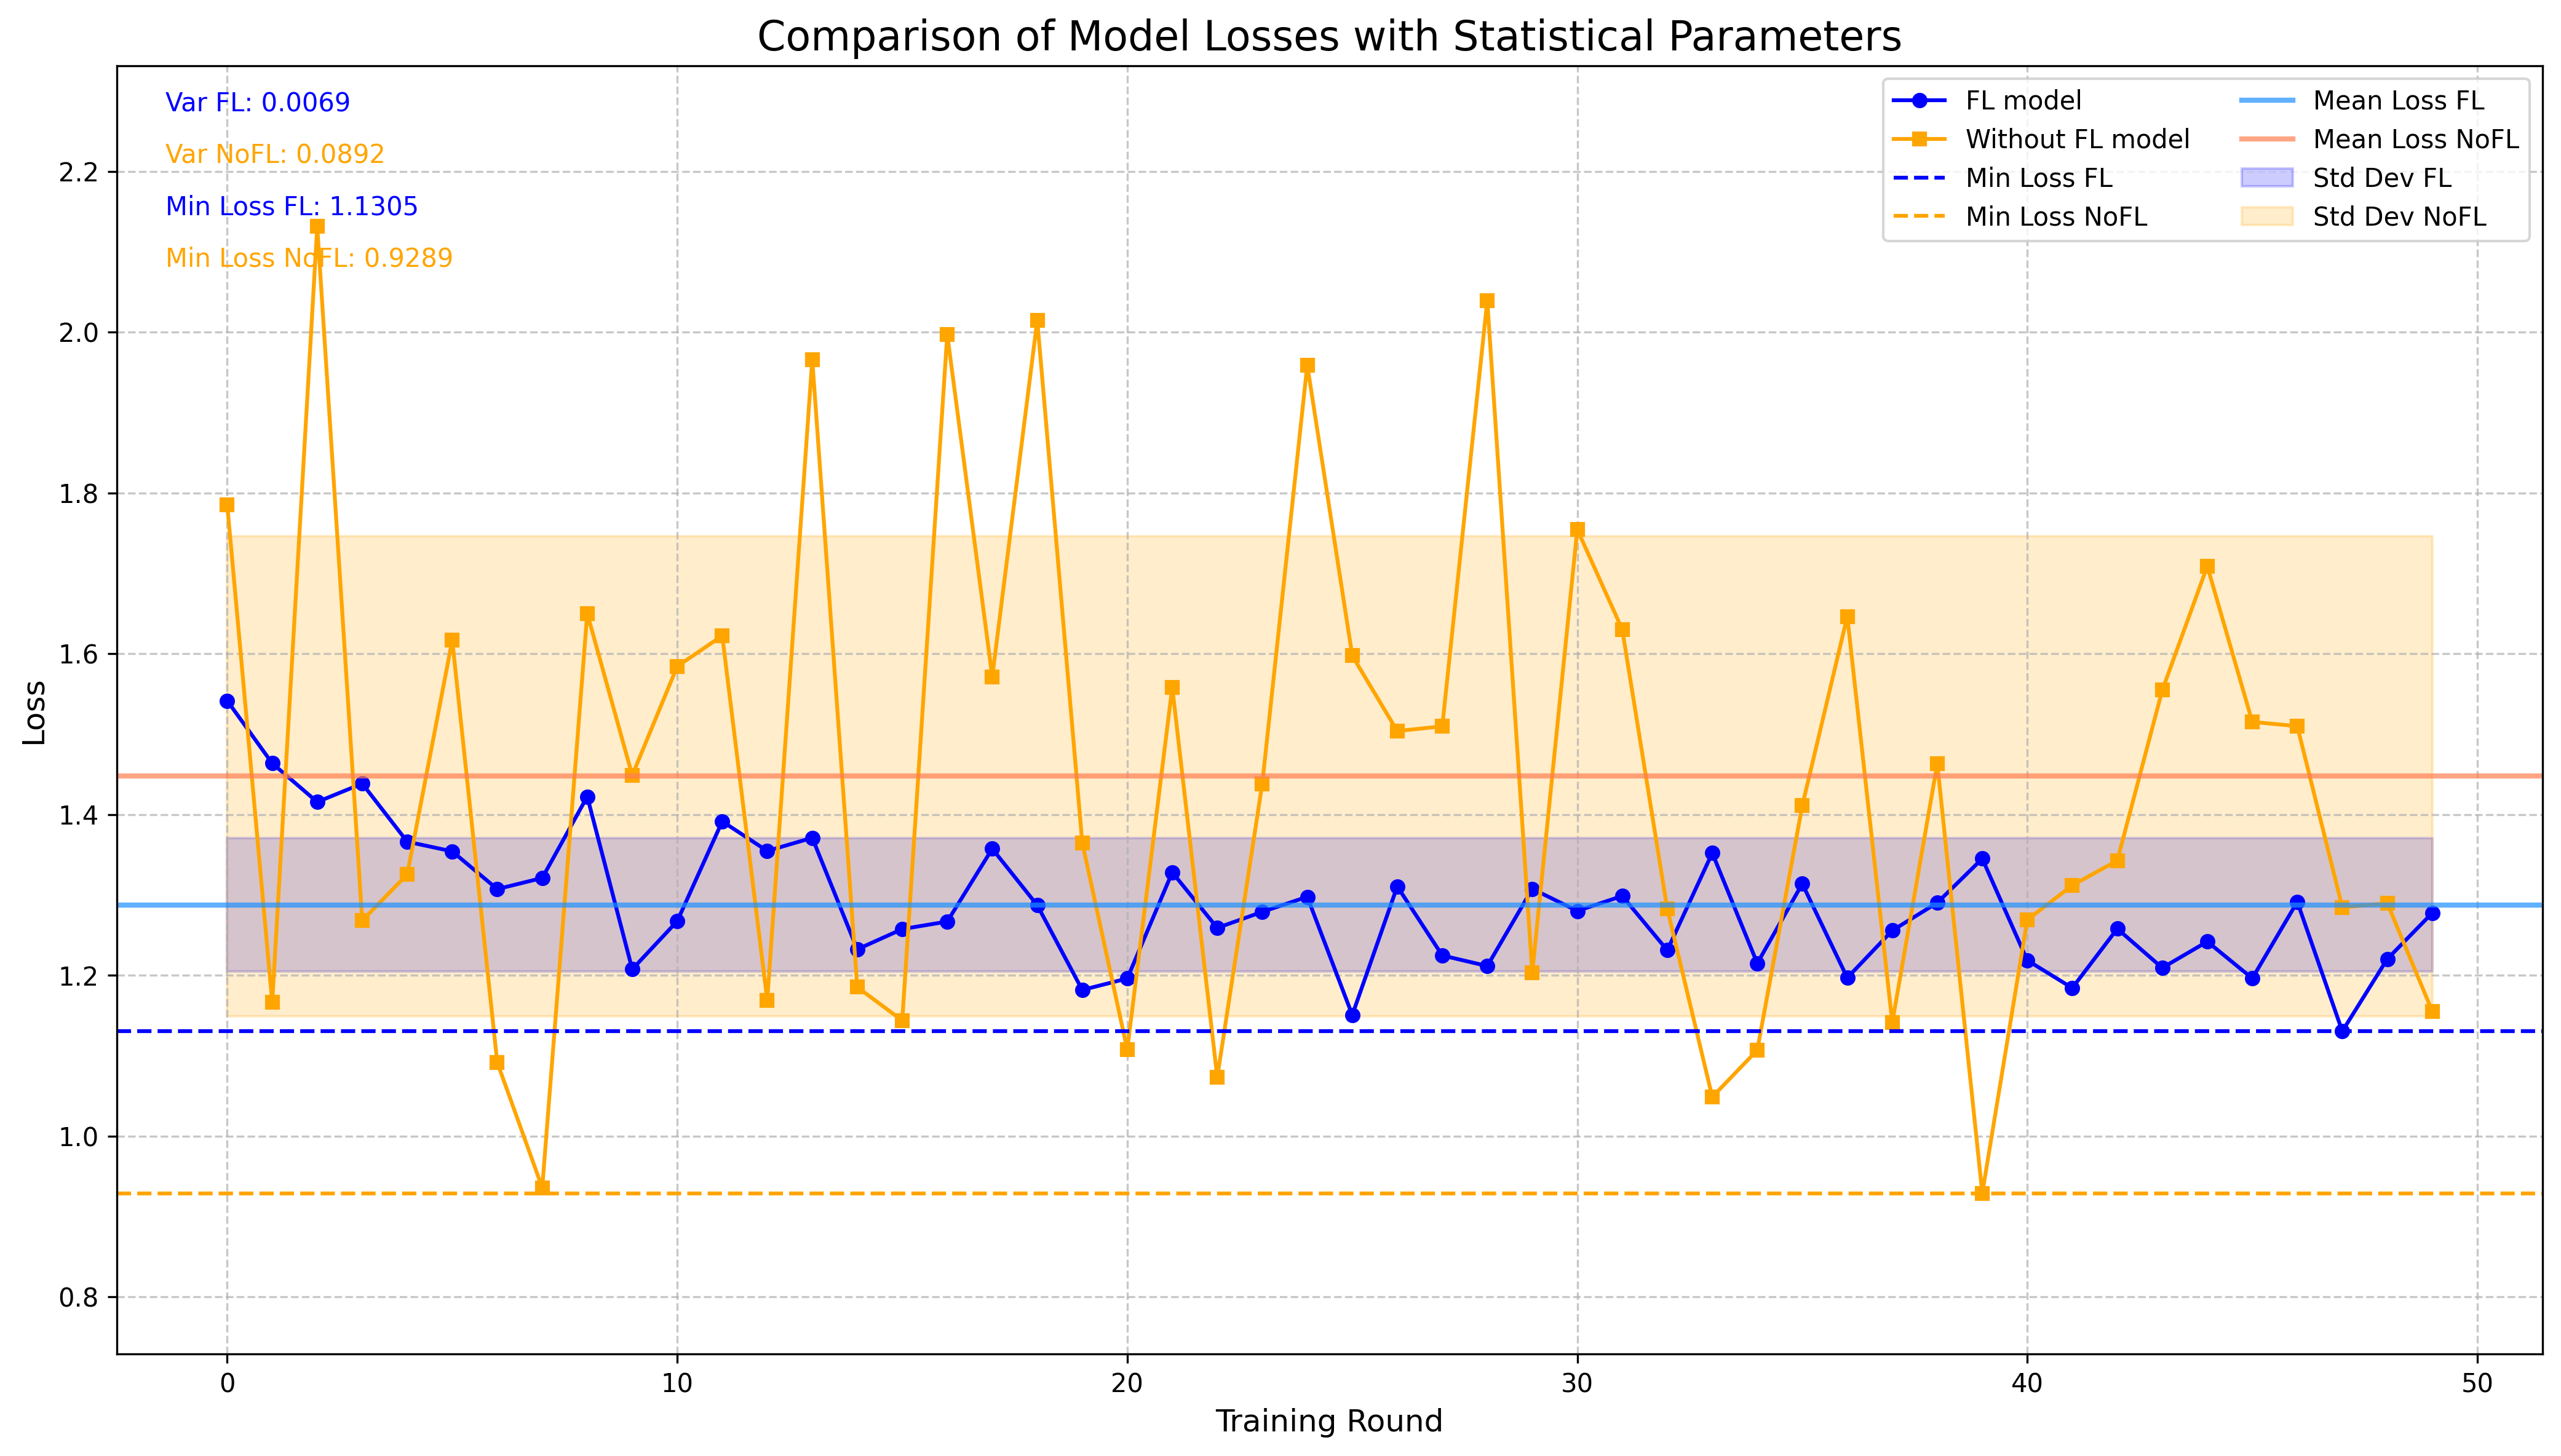 Comparison of Model Losses with Statistical Parameters
Var FL: 0.0069
Var NoFL: 0.0892
Min Loss FL: 1.1305
Min Loss NoFL: 0.9289
FL model
Without FL model
Min Loss FL
Min Loss NoFL
Mean Loss FL
Mean Loss NoFL
Std Dev FL
Std Dev NoFL
Loss
2.2
2.0
1.8
1.6
1.4
1.2
1.0
0.8
0 10 20 30 40 50
Training Round